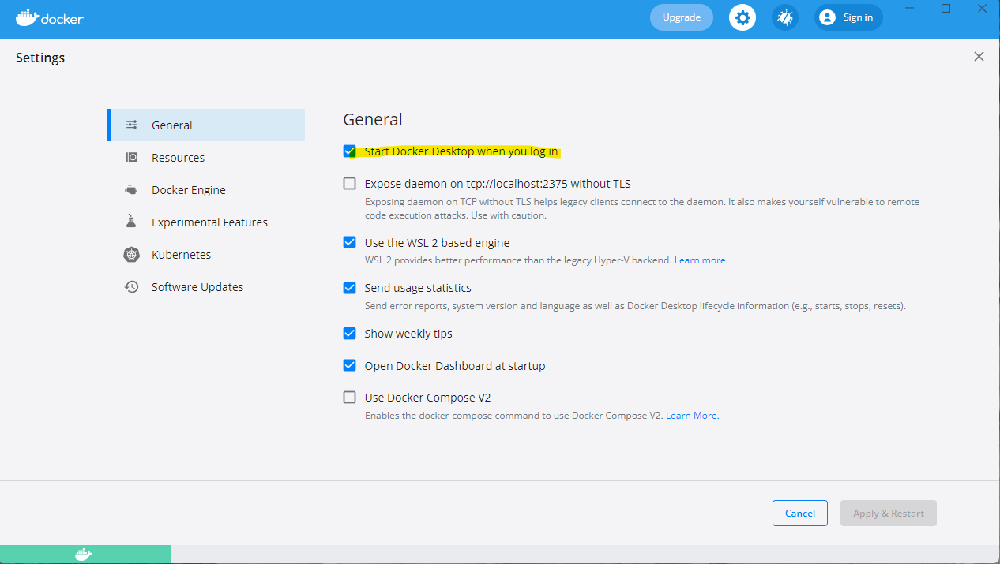 docker
Upgrade
Sign in
Settings
General
Resources
Docker Engine
Experimental Features
Kubernetes
Software Updates
General
Start Docker Desktop when you log in
Expose daemon on tcp://localhost:2375 without TLS
Exposing daemon on TCP without TLS helps legacy clients connect to the daemon. It also makes yourself vulnerable to remote
code execution attacks. Use with caution.
Use the WSL 2 based engine
WSL 2 provides better performance than the legacy Hyper-V backend. Learn more.
Send usage statistics
Send error reports, system version and language as well as Docker Desktop lifecycle information (e.g., starts, stops, resets).
Show weekly tips
Open Docker Dashboard at startup
Use Docker Compose V2
Enables the docker-compose command to use Docker Compose V2. Learn More.
Cancel
Apply & Restart